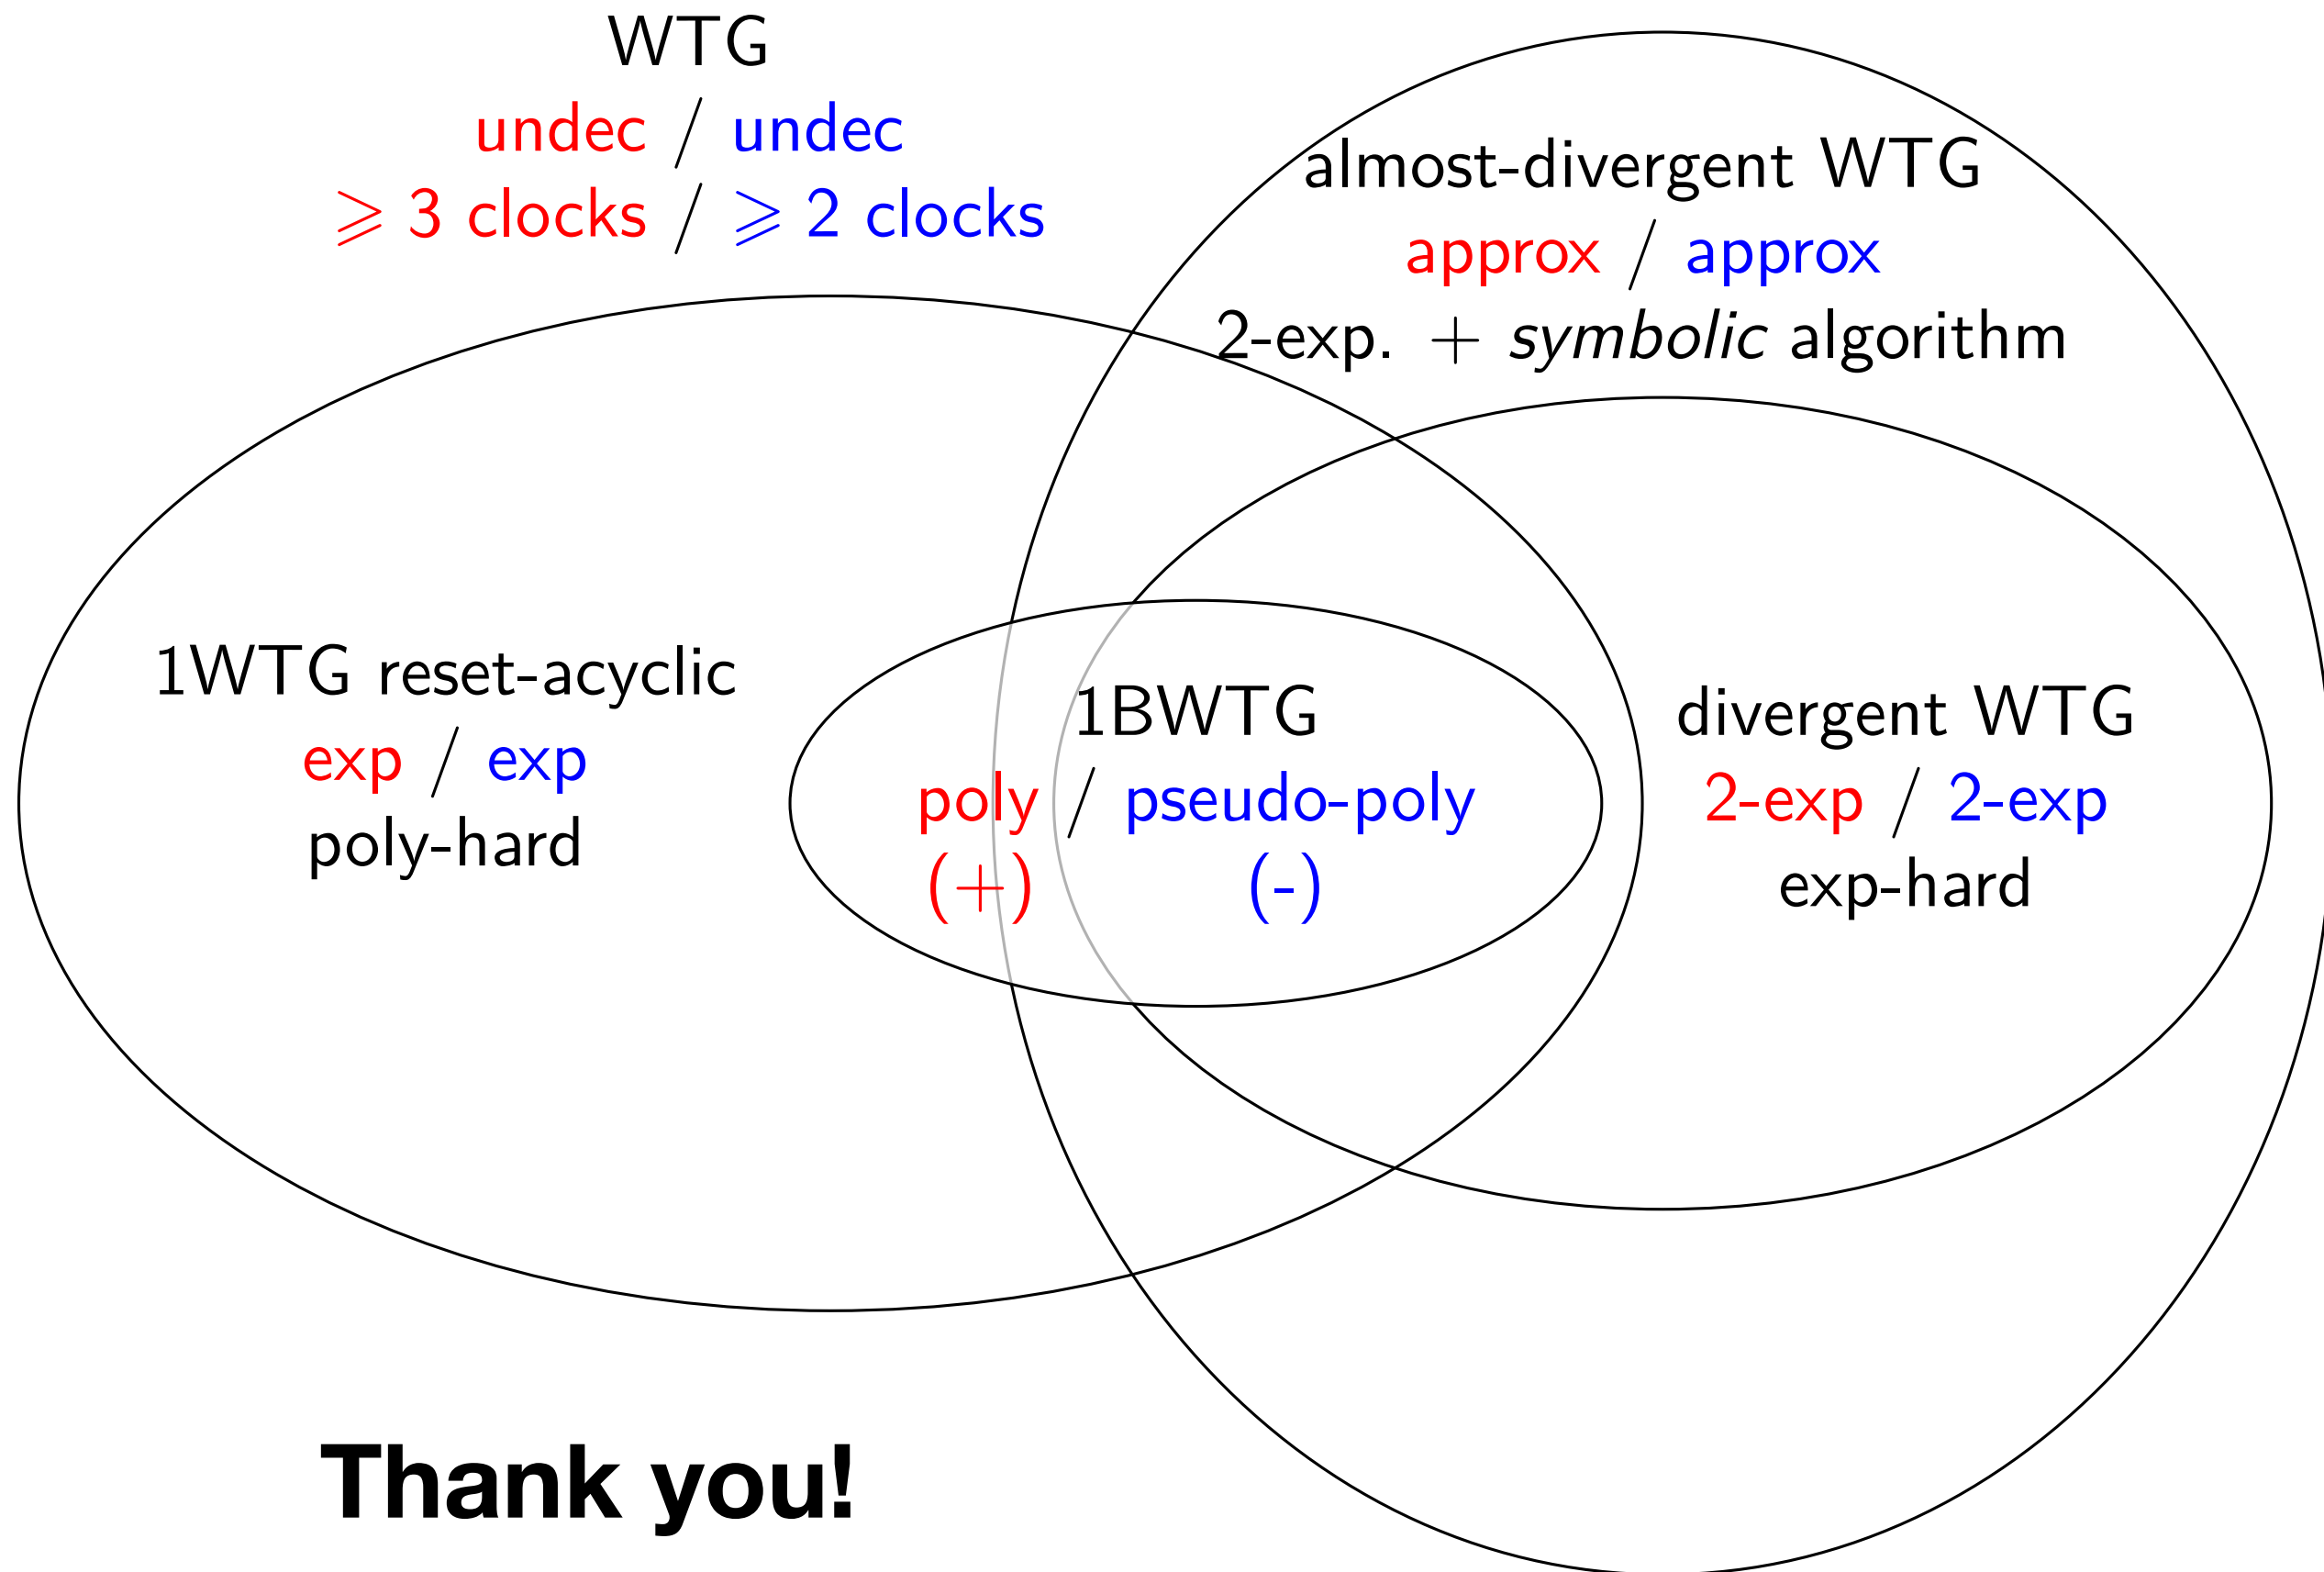 WTG
undec / undec
⩾ 3 clocks / ⩾ 2 clocks
almost-divergent WTG
approx / approx
2-exp. + symbolic algorithm
1WTG reset-acyclic
exp / exp
poly-hard
1BWTG
poly / pseudo-poly
(+) (-)
divergent WTG
2-exp / 2-exp
exp-hard
Thank you!